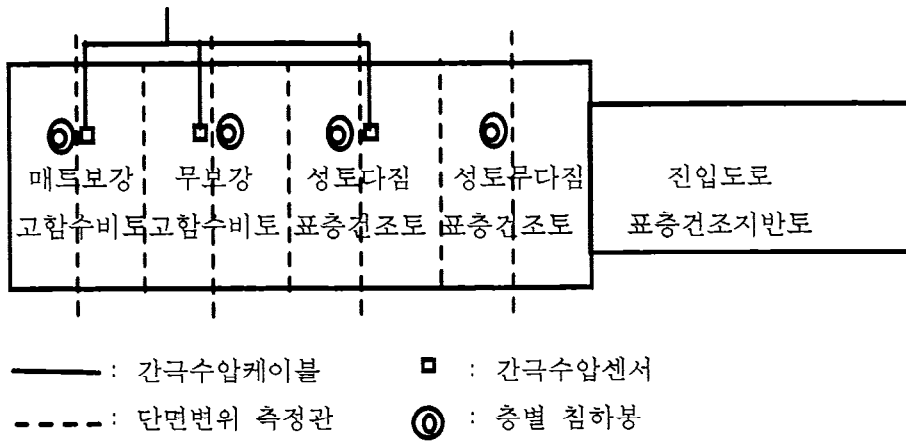 매트보강 무보강 성토다짐 성토무다짐 진입도로
고함수비토 고함수비토 표층건조토 표층건조토 표층건조지반토
: 간극수압케이블 : 간극수압센서
: 단면변위 측정관 : 층별 침하봉